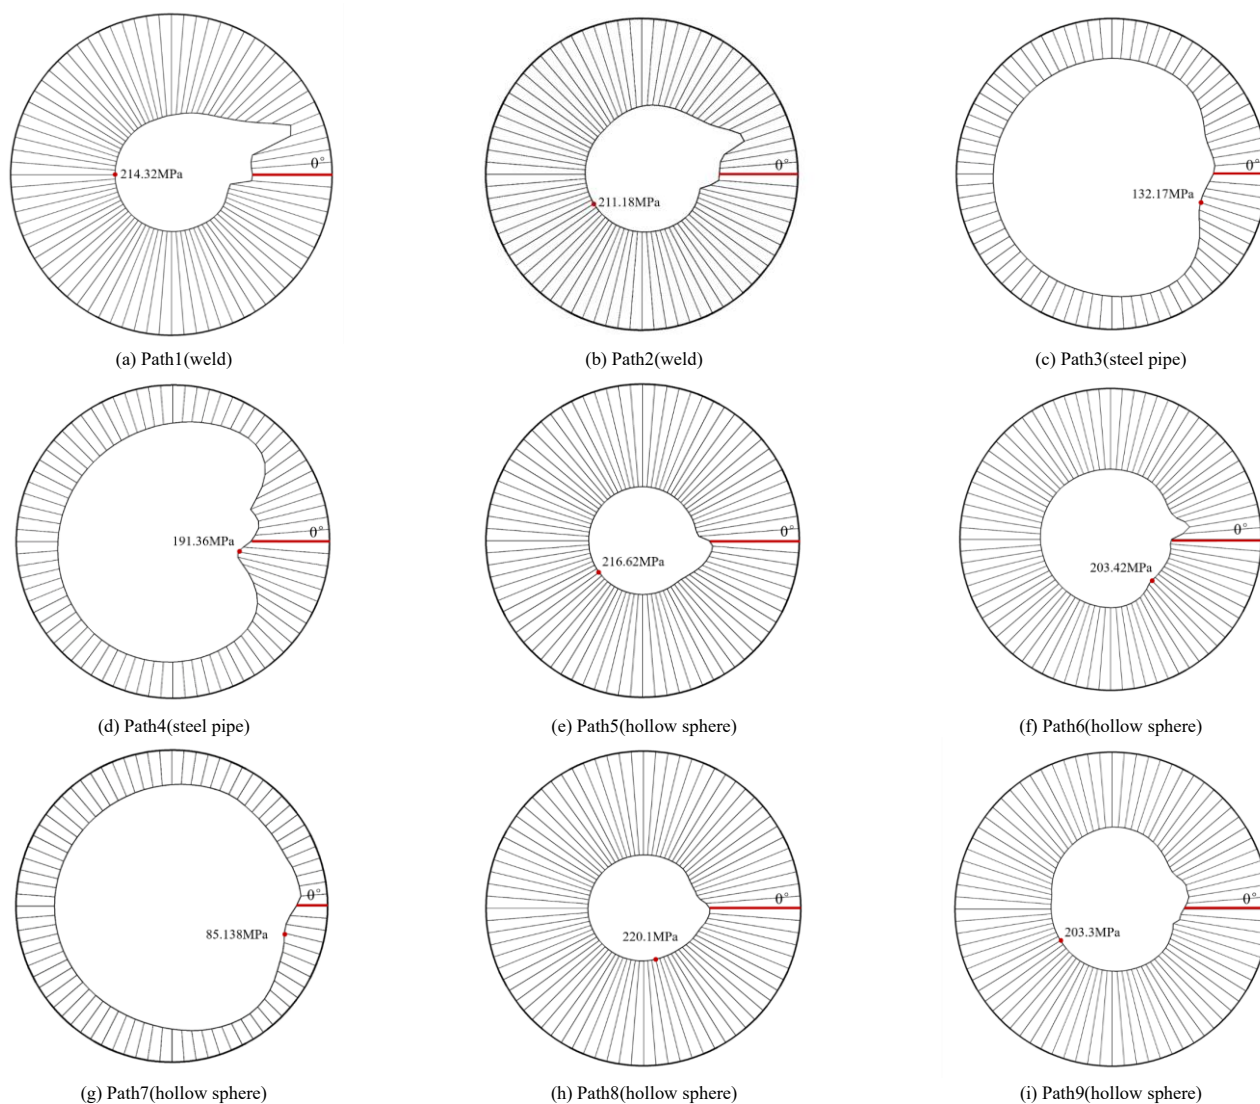 0°
214.32MPa
(a) Path1(weld)
0°
211.18MPa
(b) Path2(weld)
0°
132.17MPa
(c) Path3(steel pipe)
0°
191.36MPa
(d) Path4(steel pipe)
0°
216.62MPa
(e) Path5(hollow sphere)
0°
203.42MPa
(f) Path6(hollow sphere)
0°
85.138MPa
(g) Path7(hollow sphere)
0°
220.1MPa
(h) Path8(hollow sphere)
0°
203.3MPa
(i) Path9(hollow sphere)